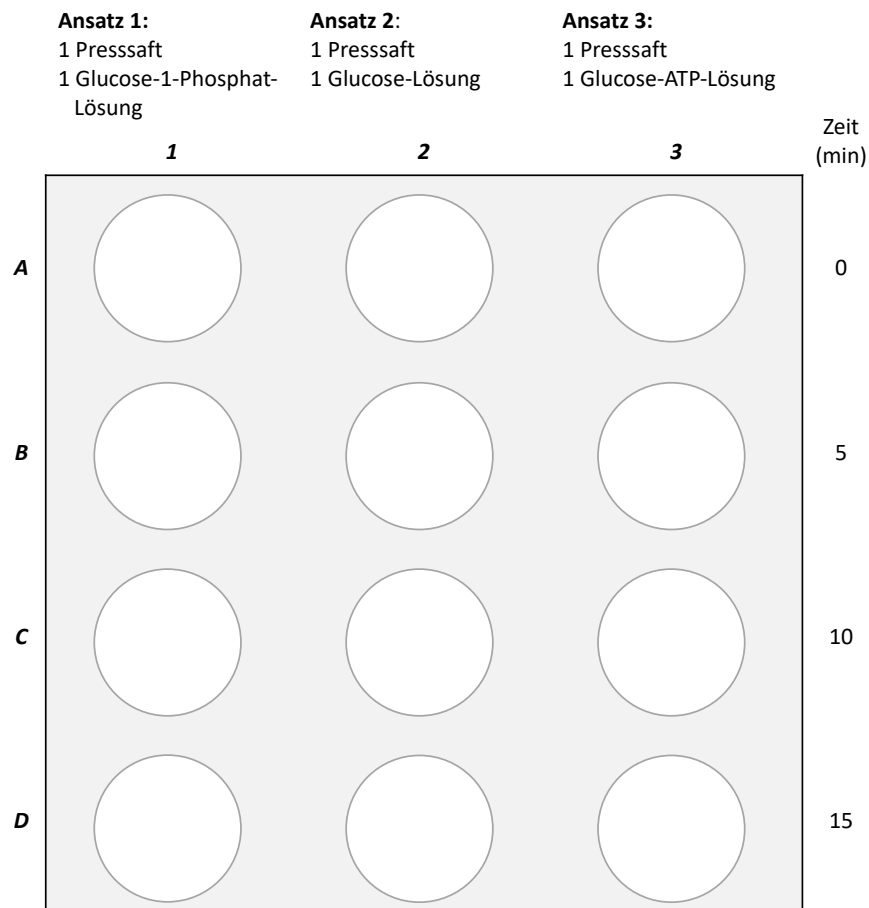 Ansatz 1:
1 Presssaft
1 Glucose-1-Phosphat-
Lösung
Ansatz 2:
1 Presssaft
1 Glucose-Lösung
Ansatz 3:
1 Presssaft
1 Glucose-ATP-Lösung
Zeit
(min)
1 2 3
A 0
B 5
C 10
D 15